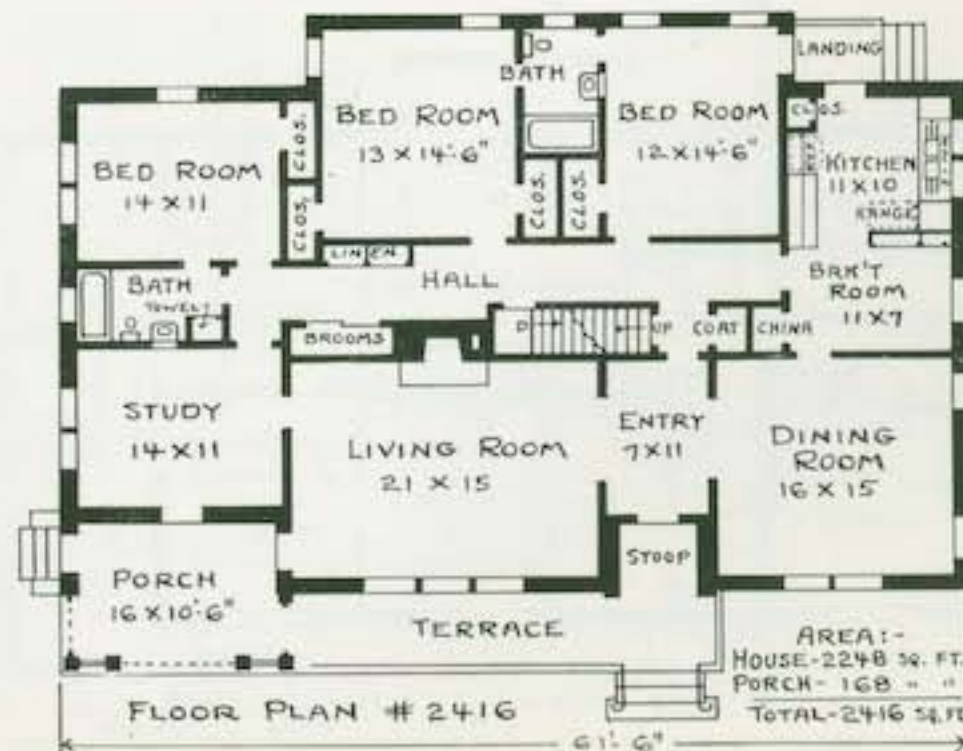 LANDING
BATH
BED ROOM
13 X 14'-6"
BED ROOM
12 X 14'-6"
CLOS.
KITCHEN
11 X 10
REF.
SINK
RANGE
BED ROOM
14 X 11
CLOS.
CLOS.
CLOS.
CLOS.
LINEN
HALL
BRK'T
ROOM
11 X 7
BATH
TOWELS
BROOMS
D
UP
COAT
CHINA
STUDY
14 X 11
LIVING ROOM
21 X 15
ENTRY
7 X 11
DINING
ROOM
16 X 15
STOOP
PORCH
16 X 10'-6"
TERRACE
AREA:-
HOUSE-2248 SQ. FT.
PORCH- 168 " "
TOTAL-2416 SQ. FT.
FLOOR PLAN #2416
61'-6"